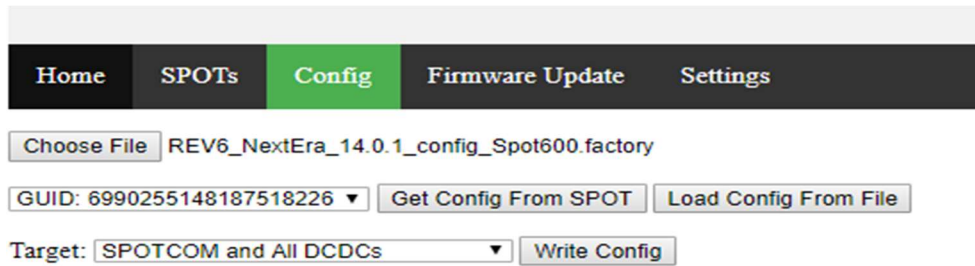 Home SPOTs Config Firmware Update Settings
Choose File REV6_NextEra_14.0.1_config_Spot600.factory
GUID: 6990255148187518226 ▼ Get Config From SPOT Load Config From File
Target: SPOTCOM and All DCDCs ▼ Write Config